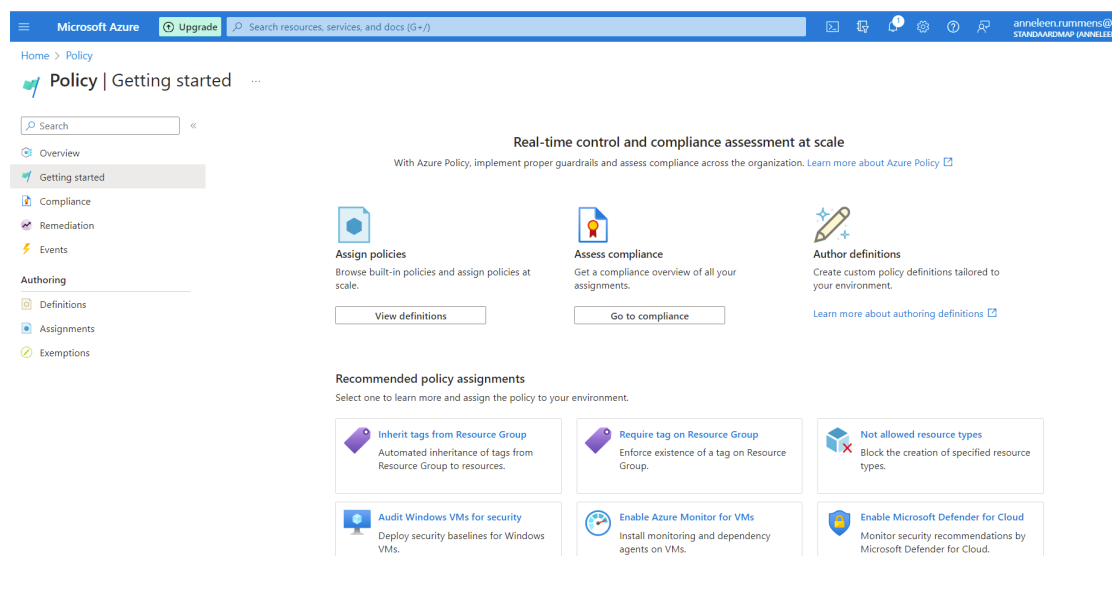 Microsoft Azure
Upgrade
Search resources, services, and docs (G+/)
1
anneleen.rummens@
STANDAARDMAP (ANNELEE
Home > Policy
Policy | Getting started
...
Search
«
Overview
Getting started
Compliance
Remediation
Events
Authoring
Definitions
Assignments
Exemptions
Real-time control and compliance assessment at scale
With Azure Policy, implement proper guardrails and assess compliance across the organization. Learn more about Azure Policy
Assign policies
Browse built-in policies and assign policies at
scale.
View definitions
Assess compliance
Get a compliance overview of all your
assignments.
Go to compliance
Author definitions
Create custom policy definitions tailored to
your environment.
Learn more about authoring definitions
Recommended policy assignments
Select one to learn more and assign the policy to your environment.
Inherit tags from Resource Group
Automated inheritance of tags from
Resource Group to resources.
Require tag on Resource Group
Enforce existence of a tag on Resource
Group.
Not allowed resource types
Block the creation of specified resource
types.
Audit Windows VMs for security
Deploy security baselines for Windows
VMs.
Enable Azure Monitor for VMs
Install monitoring and dependency
agents on VMs.
Enable Microsoft Defender for Cloud
Monitor security recommendations by
Microsoft Defender for Cloud.